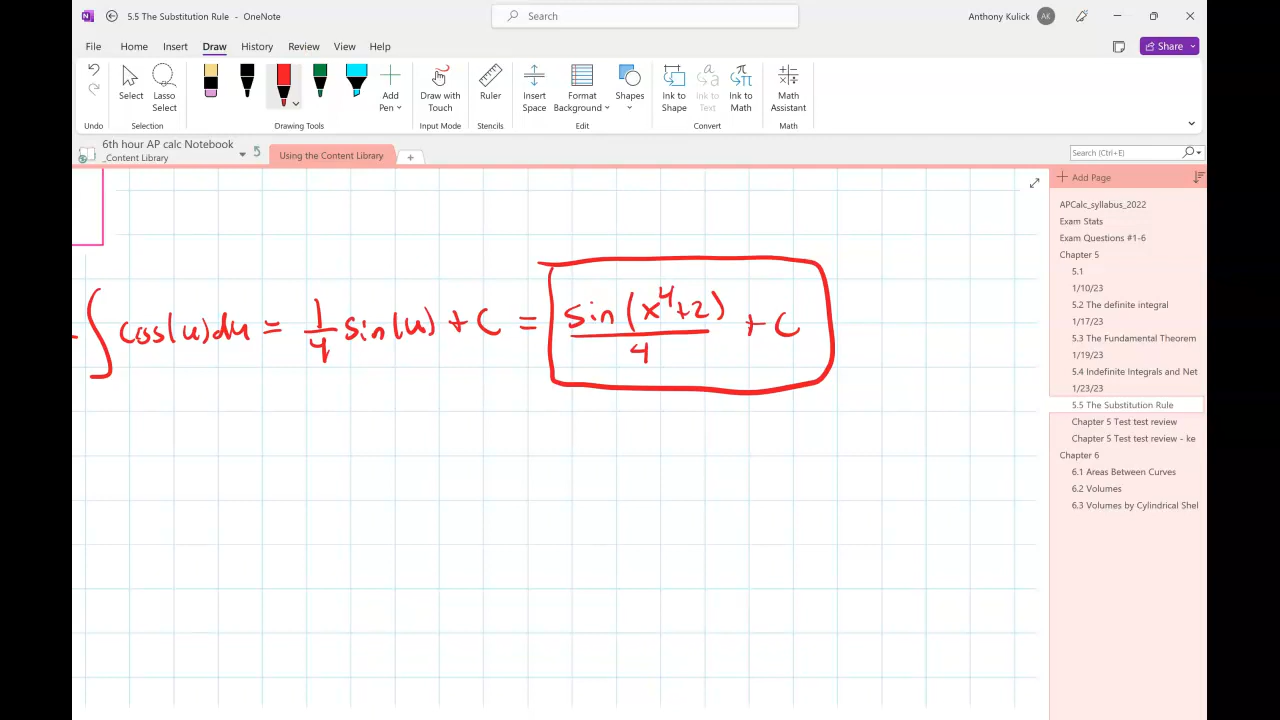 5.5 The Substitution Rule - OneNote
Search
Anthony Kulick AK
File Home Insert Draw History Review View Help
Share
Select
Lasso Select
Add Pen
Draw with Touch
Ruler
Insert Space
Format Background
Shapes
Ink to Shape
Ink to Text
Ink to Math
Math Assistant
Undo Selection Drawing Tools Input Mode Stencils Edit Convert Math
6th hour AP calc Notebook
_Content Library
Using the Content Library
Search (Ctrl+E)
Add Page
APCalc_syllabus_2022
Exam Stats
Exam Questions #1-6
Chapter 5
5.1
1/10/23
5.2 The definite integral
1/17/23
5.3 The Fundamental Theorem
1/19/23
5.4 Indefinite Integrals and Net
1/23/23
5.5 The Substitution Rule
Chapter 5 Test test review
Chapter 5 Test test review - ke
Chapter 6
6.1 Areas Between Curves
6.2 Volumes
6.3 Volumes by Cylindrical Shel
∫ cos(u)du = 1/4 sin(u) + C = sin(x⁴+2)/4 + C